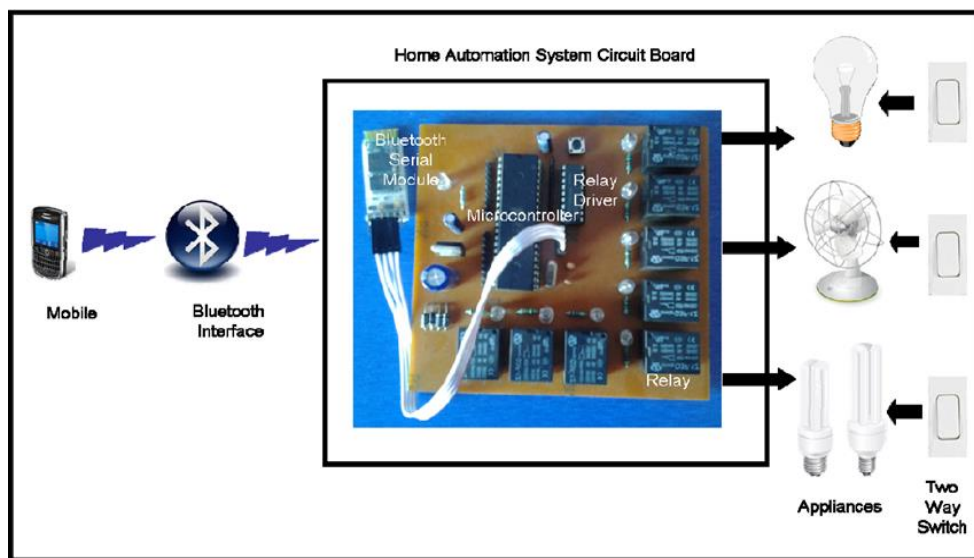 Home Automation System Circuit Board
Bluetooth
Serial
Module
Relay
Driver
Microcontroller
Relay
Mobile
Bluetooth
Interface
Appliances
Two
Way
Switch